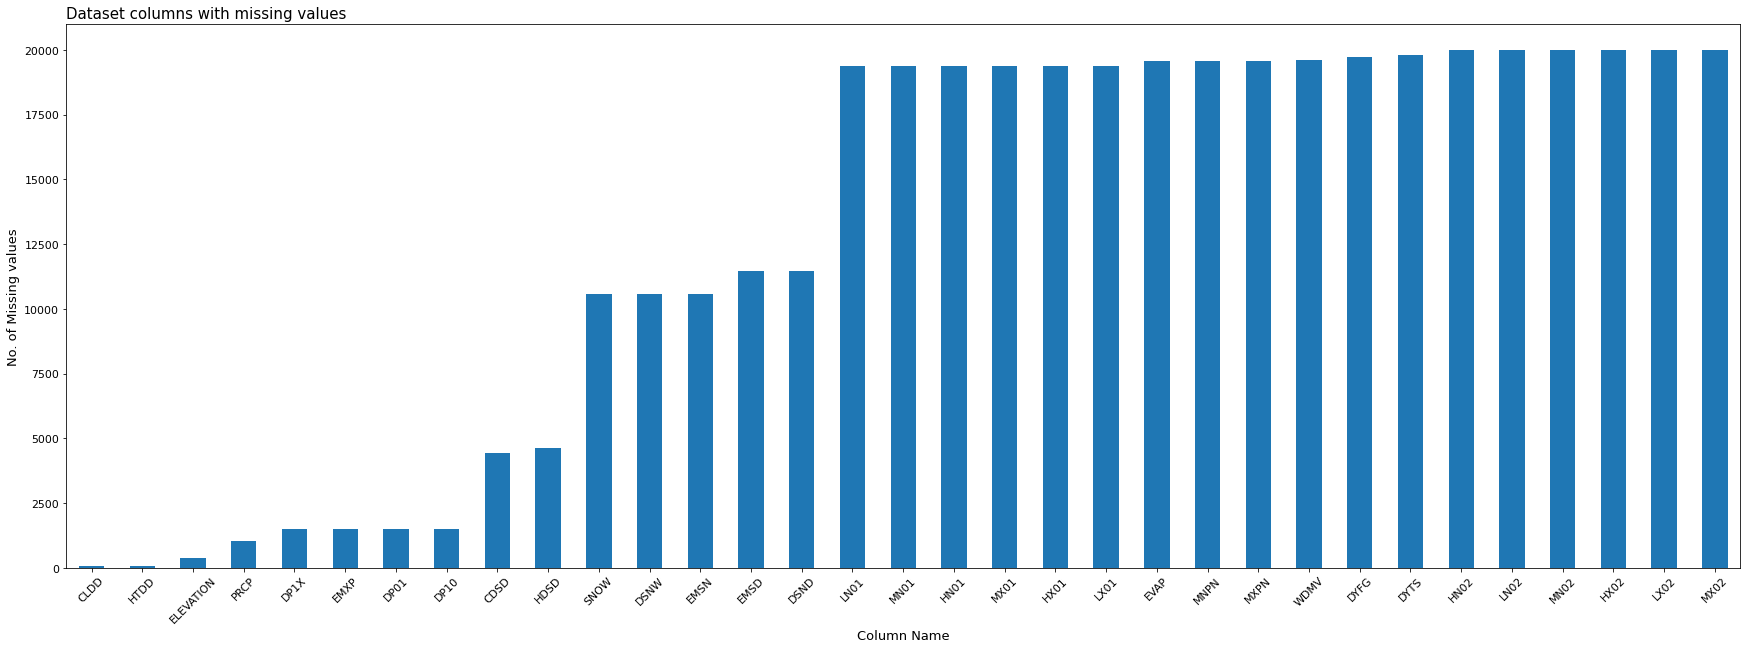 Dataset columns with missing values
No. of Missing values
20000
17500
15000
12500
10000
7500
5000
2500
0
CLDD HTDD ELEVATION PRCP DP1X EMXP DP01 DP10 CDSD HDSD SNOW DSNW EMSN EMSD DSND LN01 MN01 HN01 MX01 HX01 LX01 EVAP MNPN MXPN WDMV DYFG DYTS HN02 LN02 MN02 HX02 LX02 MX02
Column Name